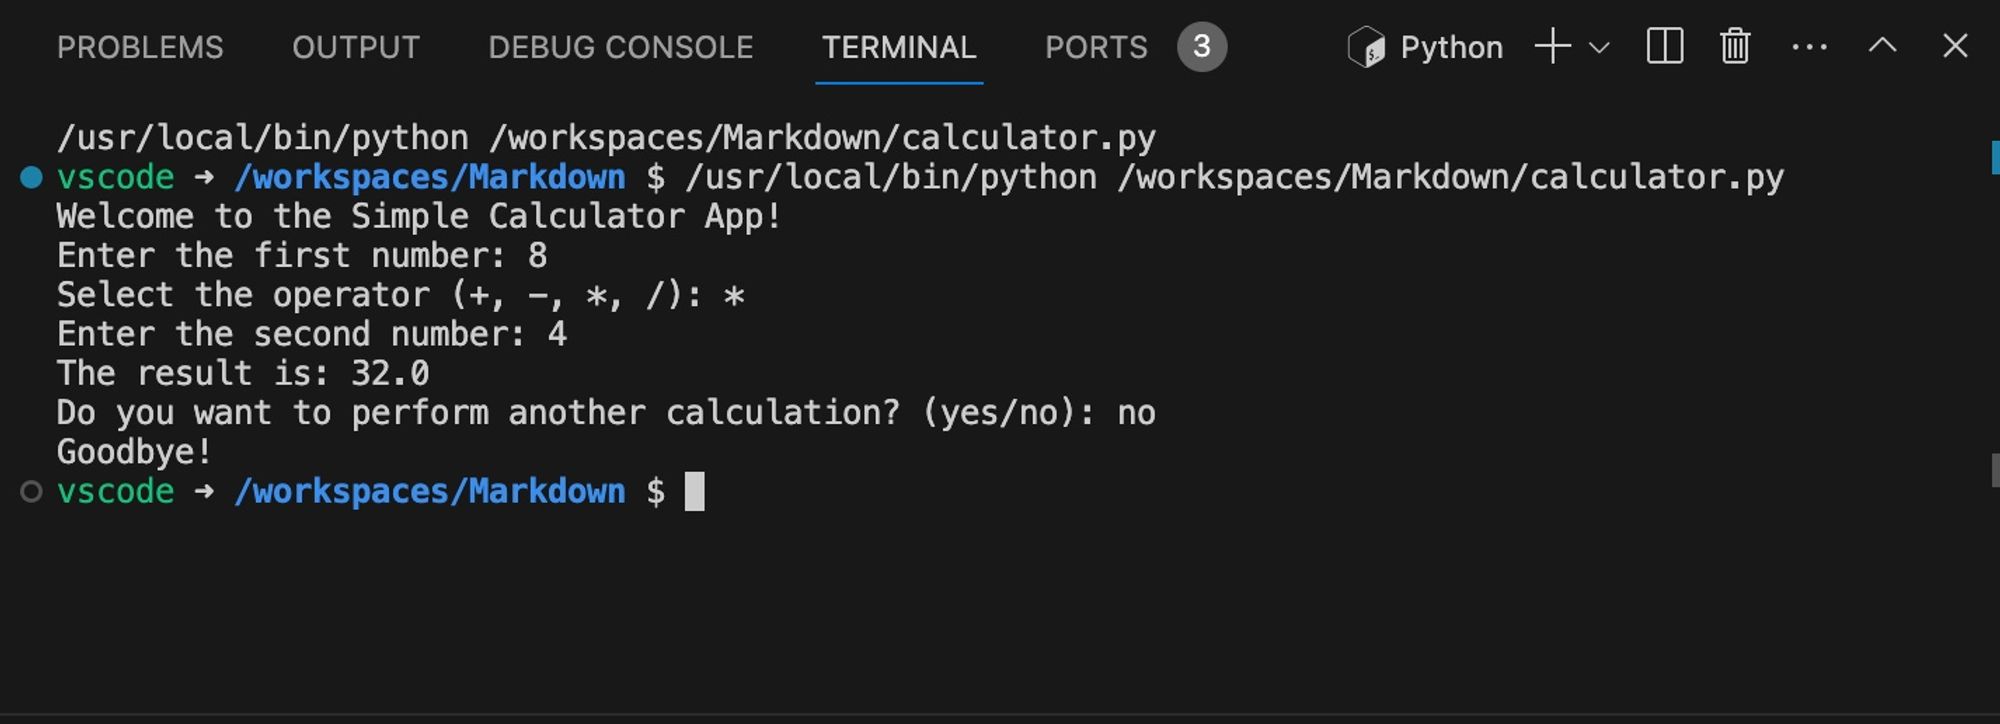 PROBLEMS OUTPUT DEBUG CONSOLE TERMINAL PORTS 3 Python
/usr/local/bin/python /workspaces/Markdown/calculator.py
vscode → /workspaces/Markdown $ /usr/local/bin/python /workspaces/Markdown/calculator.py
Welcome to the Simple Calculator App!
Enter the first number: 8
Select the operator (+, -, *, /): *
Enter the second number: 4
The result is: 32.0
Do you want to perform another calculation? (yes/no): no
Goodbye!
vscode → /workspaces/Markdown $